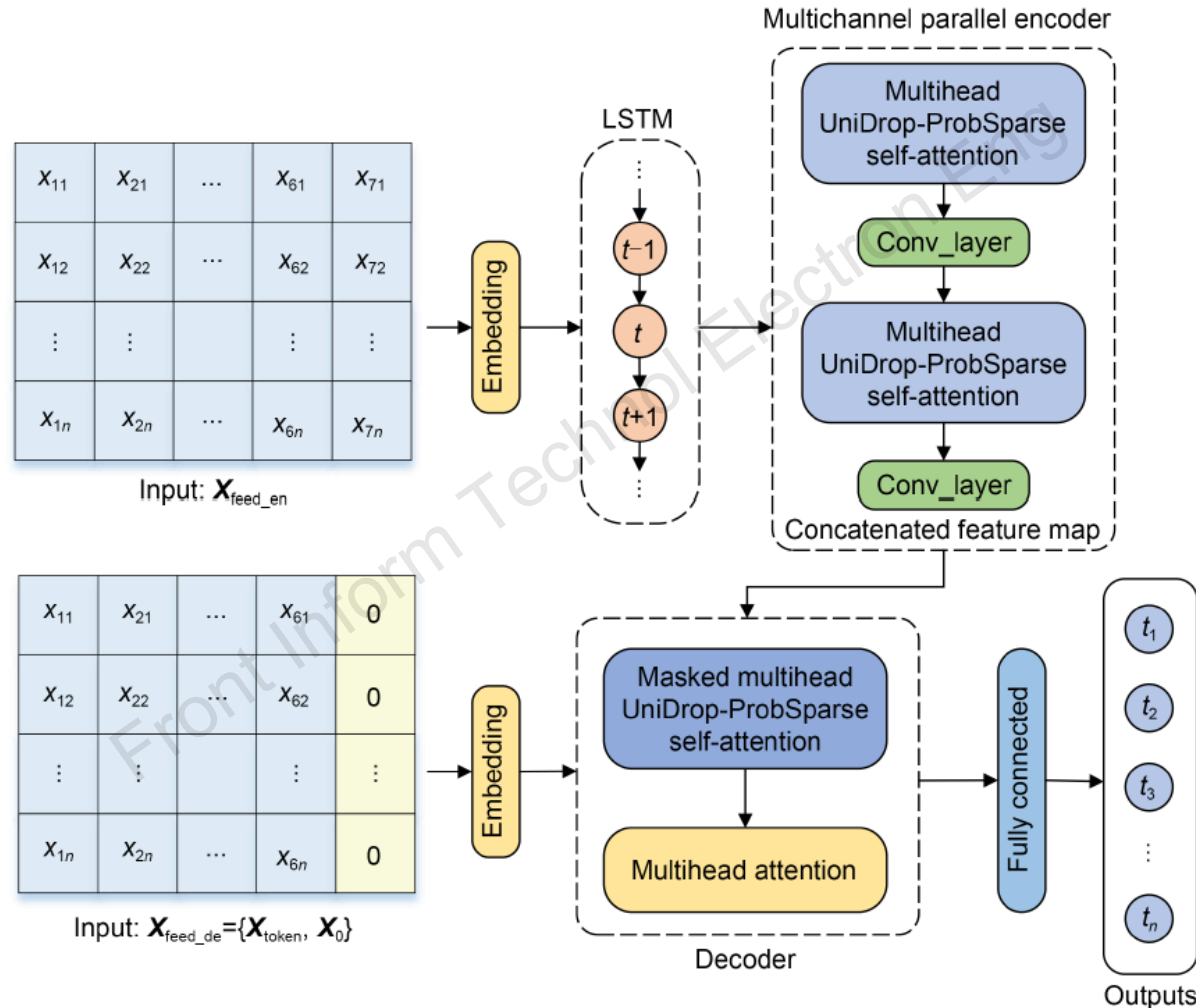 Multichannel parallel encoder
Multihead
UniDrop-ProbSparse
self-attention
Conv_layer
Multihead
UniDrop-ProbSparse
self-attention
Conv_layer
Concatenated feature map
LSTM
⋮
t−1
t
t+1
⋮
x11 x21 ... x61 x71
x12 x22 ... x62 x72
⋮ ⋮ ⋮ ⋮
x1n x2n ... x6n x7n
Input: Xfeed_en
Embedding
x11 x21 ... x61 0
x12 x22 ... x62 0
⋮ ⋮ ⋮ ⋮
x1n x2n ... x6n 0
Input: Xfeed_de={Xtoken, X0}
Embedding
Masked multihead
UniDrop-ProbSparse
self-attention
Multihead attention
Decoder
Fully connected
t1
t2
t3
⋮
tn
Outputs
Front Inform Technol Electron Eng